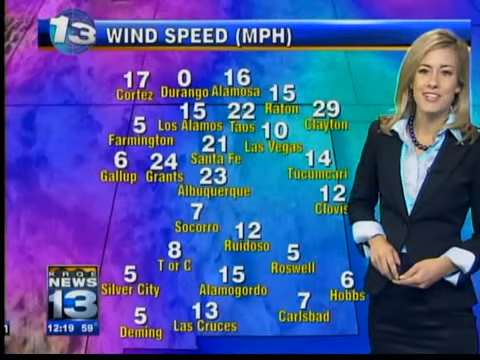 13 WIND SPEED (MPH)
17 0 16 15
Cortez Durango Alamosa Raton
5 15 22 29
Farmington Los Alamos Taos Clayton
21 10
Santa Fe Las Vegas
6 24 23 14
Gallup Grants Albuquerque Tucumcari
12
Clovis
7
Socorro
12
Ruidoso
8 5
T or C Roswell
5 15 6
Silver City Alamogordo Hobbs
5 13 7
Deming Las Cruces Carlsbad
KRQE
NEWS
13
12:19 59°